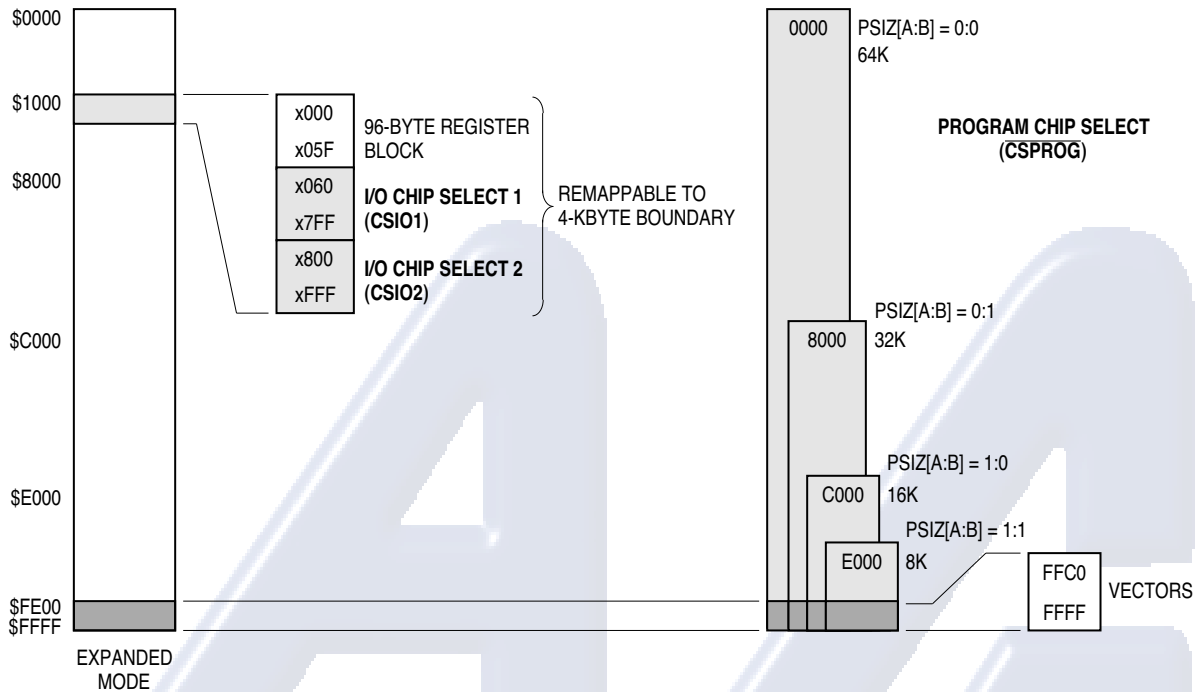 $0000
$1000
$8000
$C000
$E000
$FE00
$FFFF
EXPANDED
MODE
x000
x05F
96-BYTE REGISTER
BLOCK
x060
x7FF
I/O CHIP SELECT 1
(CSIO1)
x800
xFFF
I/O CHIP SELECT 2
(CSIO2)
REMAPPABLE TO
4-KBYTE BOUNDARY
0000
PSIZ[A:B] = 0:0
64K
PROGRAM CHIP SELECT
(CSPROG)
8000
PSIZ[A:B] = 0:1
32K
C000
PSIZ[A:B] = 1:0
16K
E000
PSIZ[A:B] = 1:1
8K
FFC0
FFFF
VECTORS